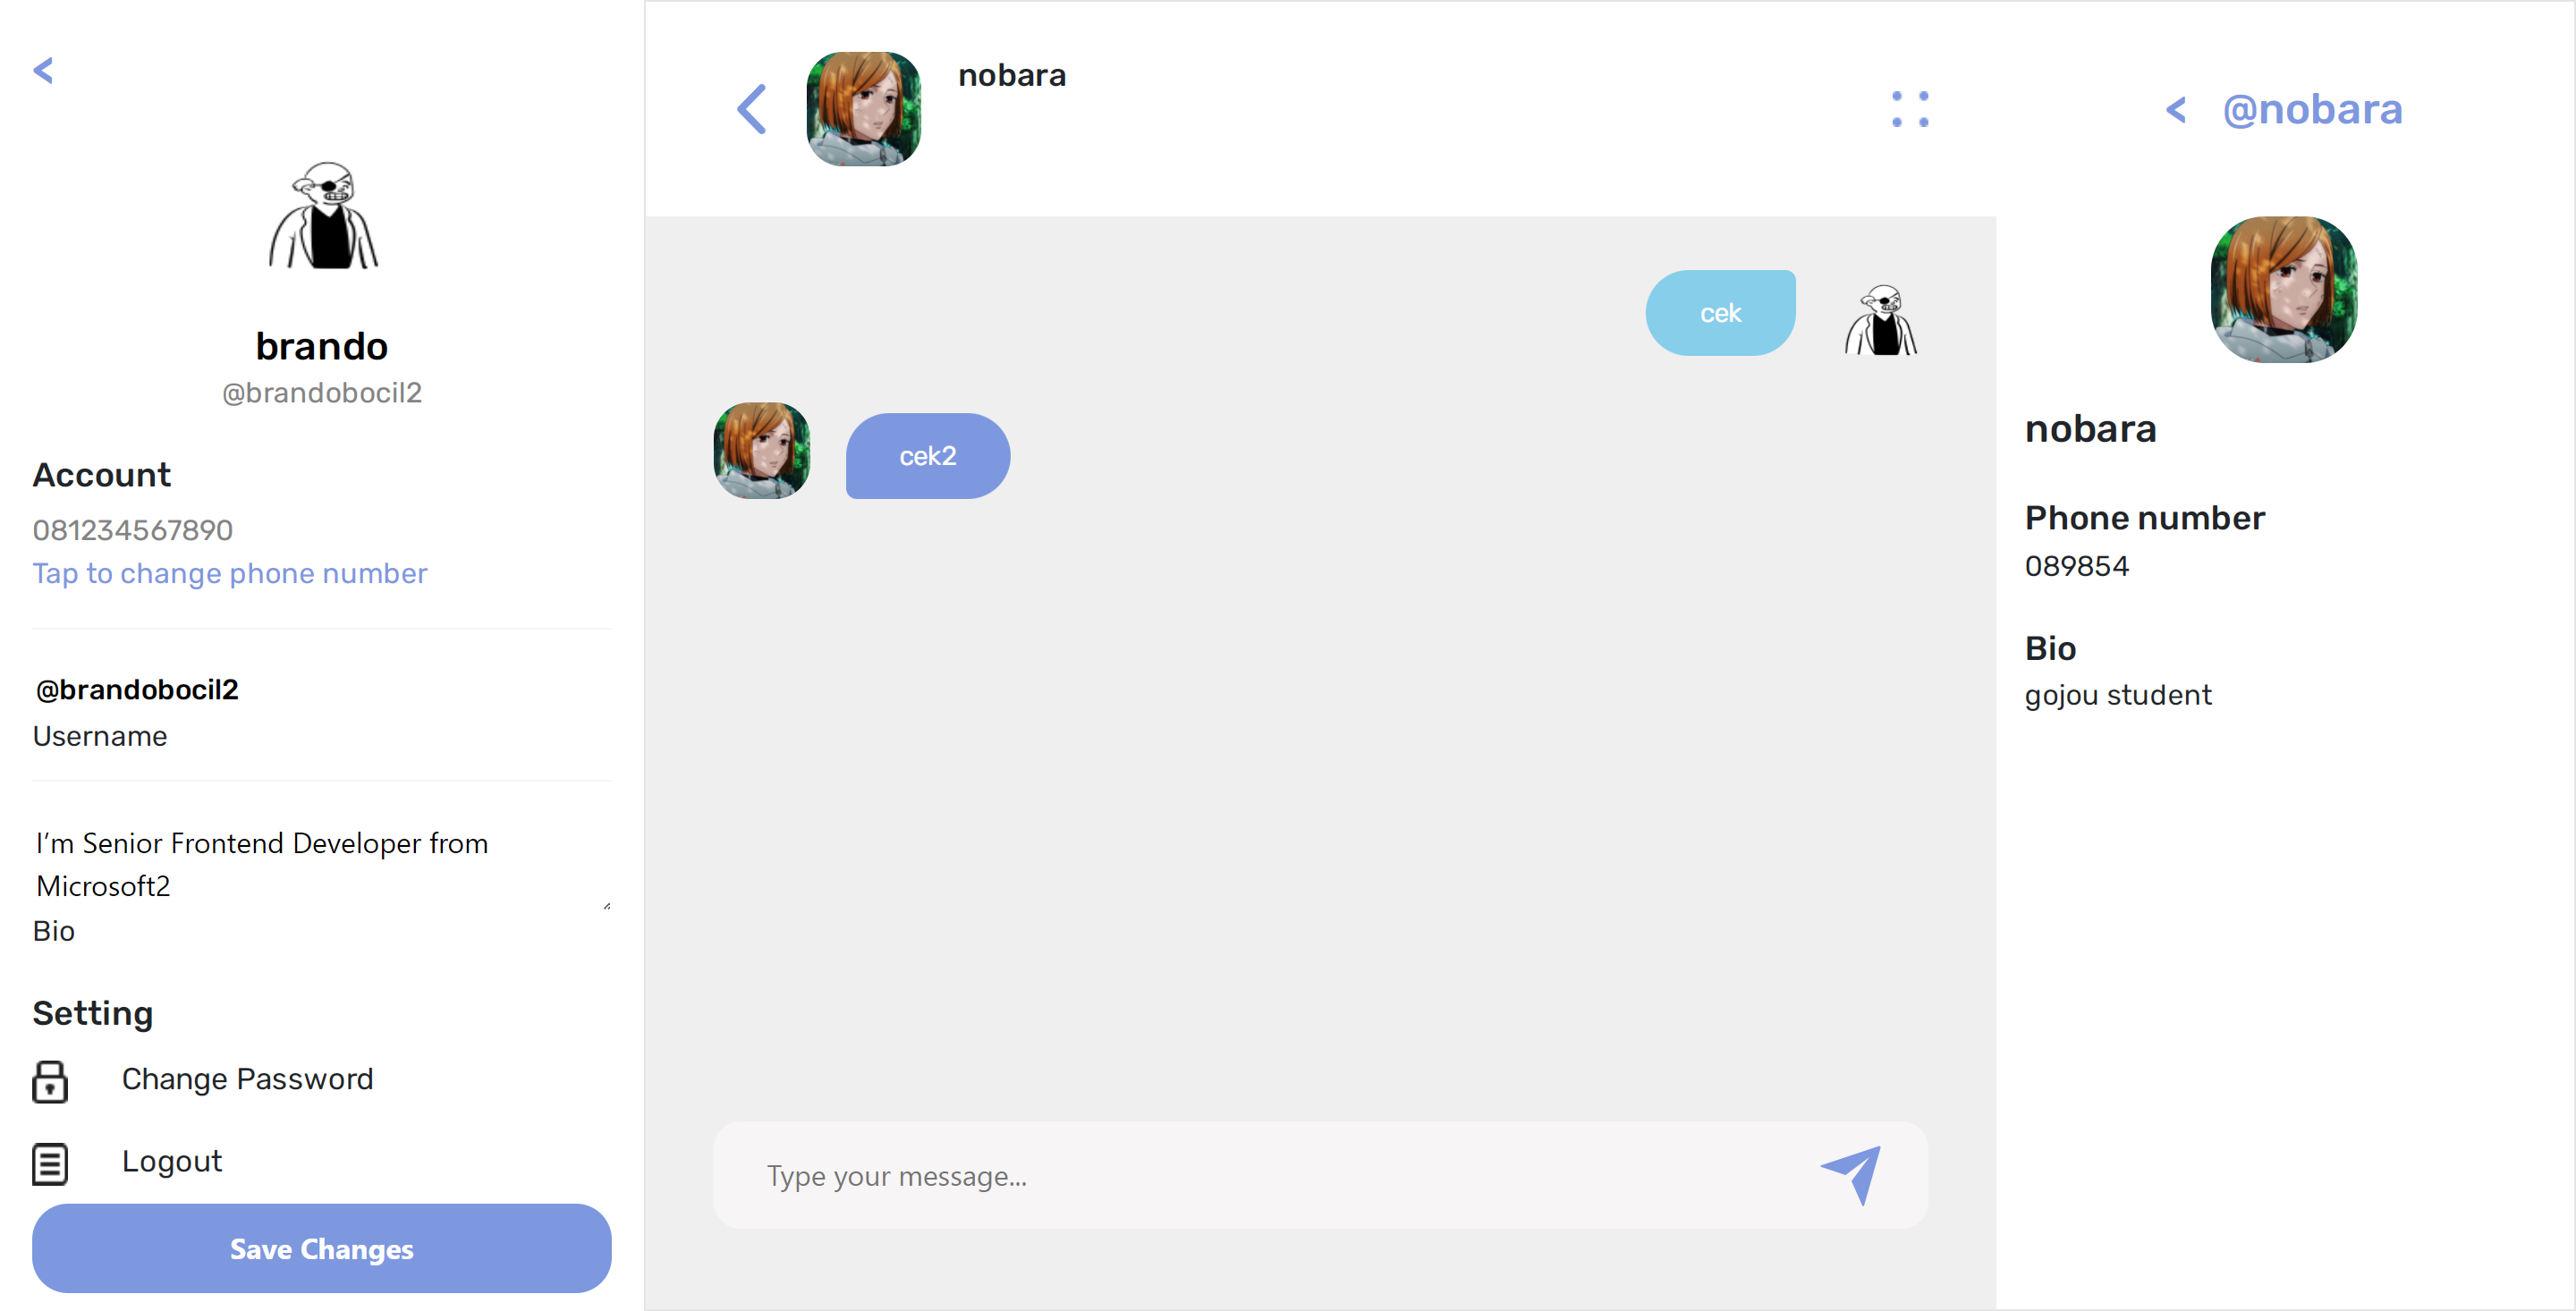 <
brando
@brandobocil2
Account
081234567890
Tap to change phone number
@brandobocil2
Username
I'm Senior Frontend Developer from
Microsoft2
Bio
Setting
Change Password
Logout
Save Changes
nobara
cek
cek2
Type your message...
< @nobara
nobara
Phone number
089854
Bio
gojou student